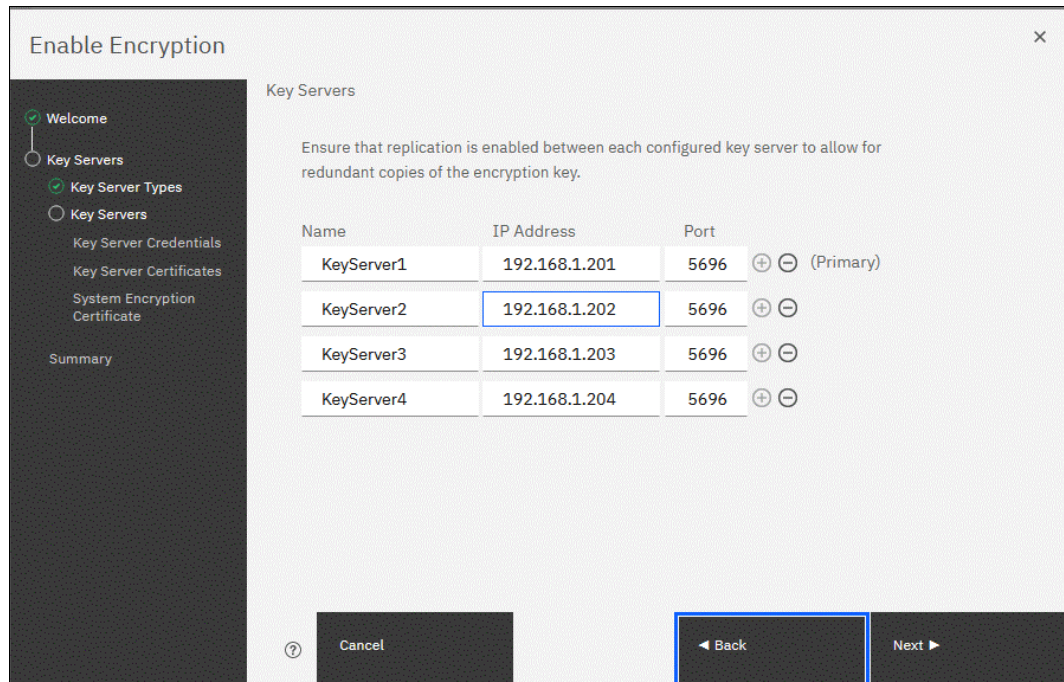 Enable Encryption
Welcome
Key Servers
Key Server Types
Key Servers
Key Server Credentials
Key Server Certificates
System Encryption
Certificate
Summary
Key Servers
Ensure that replication is enabled between each configured key server to allow for
redundant copies of the encryption key.
Name IP Address Port
KeyServer1 192.168.1.201 5696 (Primary)
KeyServer2 192.168.1.202 5696
KeyServer3 192.168.1.203 5696
KeyServer4 192.168.1.204 5696
Cancel
Back
Next